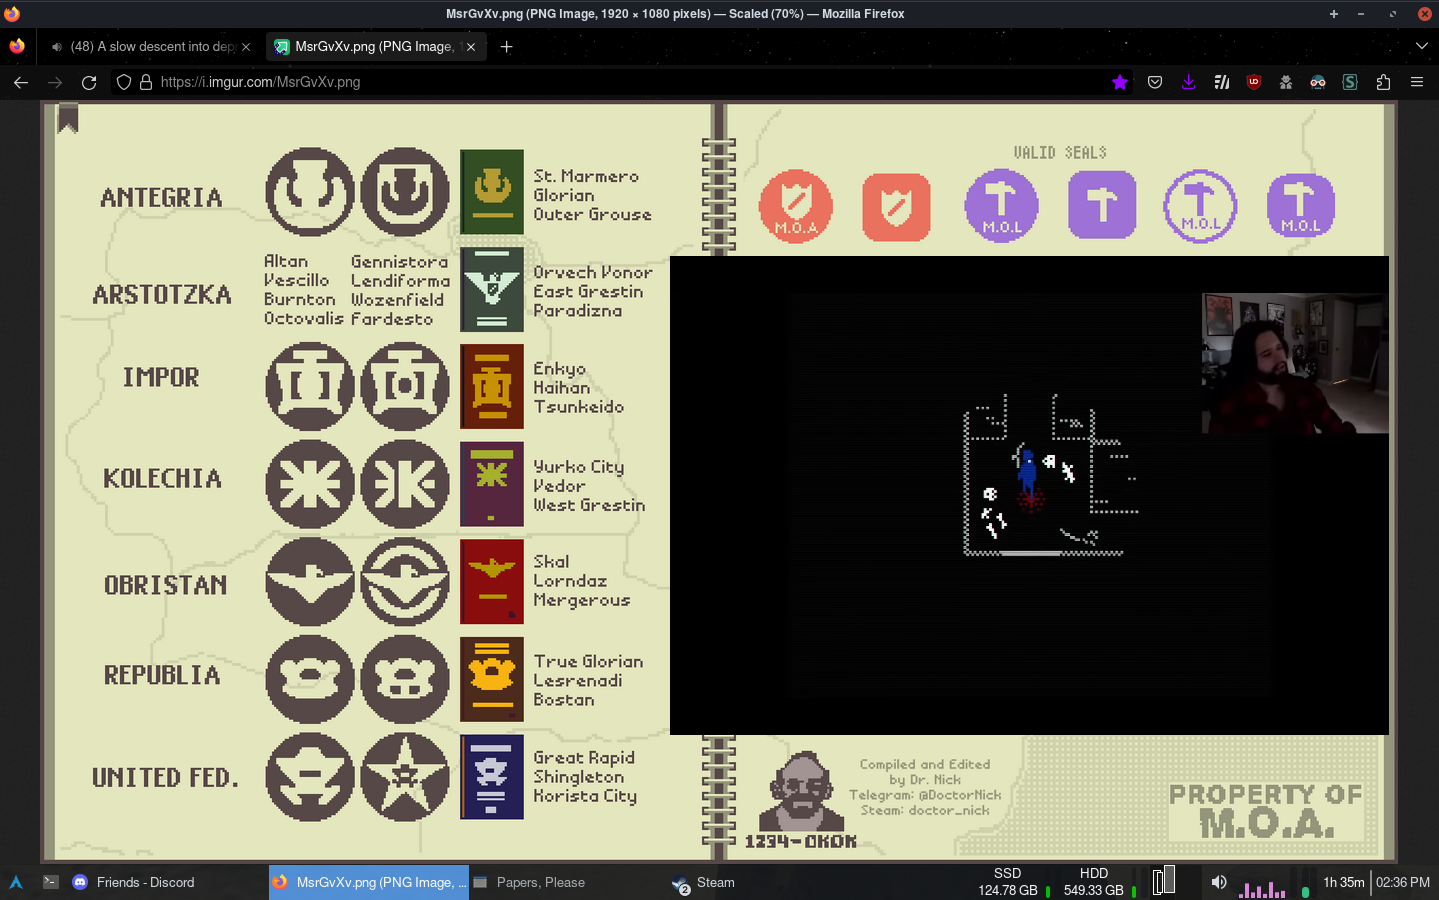 MsrGvXv.png (PNG Image, 1920 × 1080 pixels) — Scaled (70%) — Mozilla Firefox
(48) A slow descent into dep
MsrGvXv.png (PNG Image, 1
https://i.imgur.com/MsrGvXv.png
ANTEGRIA
St. Marmero
Glorian
Outer Grouse
ARSTOTZKA
Altan
Vescillo
Burnton
Octovalis
Gennistora
Lendiforma
Wozenfield
Fardesto
Orvech Vonor
East Grestin
Paradizna
IMPOR
Enkyo
Haihan
Tsunkeido
KOLECHIA
Yurko City
Vedor
West Grestin
OBRISTAN
Skal
Lorndaz
Mergerous
REPUBLIA
True Glorian
Lesrenadi
Bostan
UNITED FED.
Great Rapid
Shingleton
Korista City
VALID SEALS
M.O.A
M.O.L
M.O.L
M.O.L
1234-OKOK
Compiled and Edited
by Dr. Nick
Telegram: @DoctorNick
Steam: doctor_nick
PROPERTY OF
M.O.A.
Friends - Discord
MsrGvXv.png (PNG Image, ...
Papers, Please
2
Steam
SSD
124.78 GB
HDD
549.33 GB
1h 35m
02:36 PM